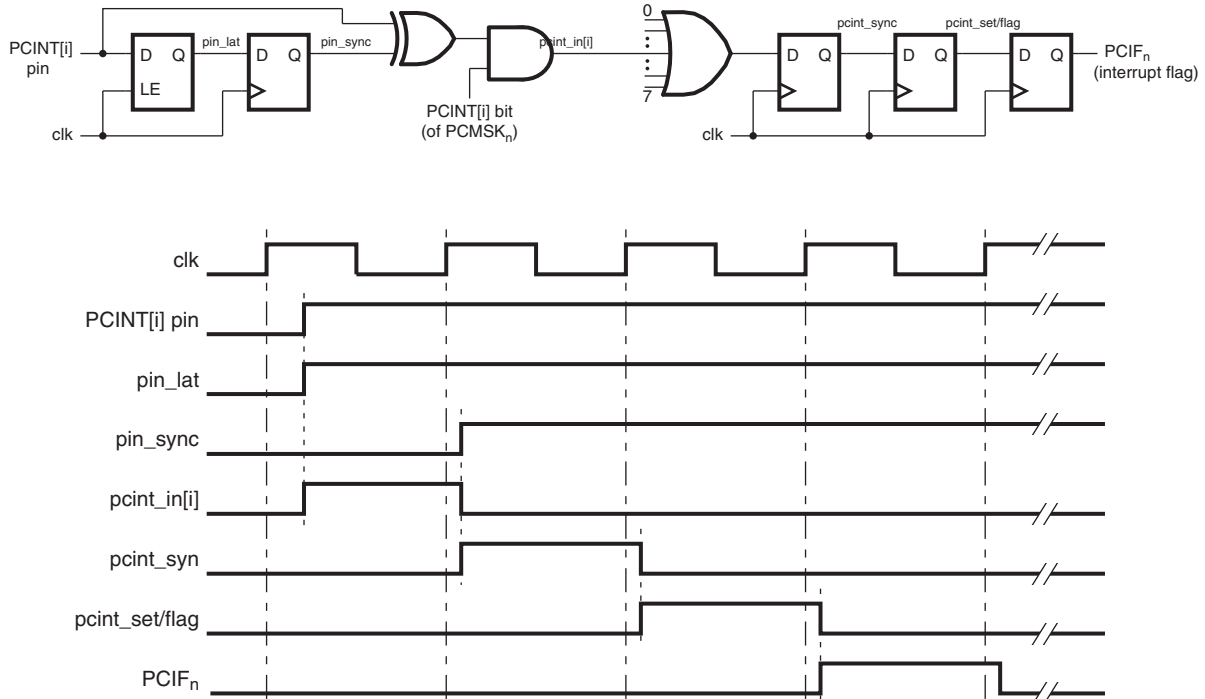 0
PCINT[i]
pin
D Q
pin_lat
D Q
pin_sync
pcint_in[i]
D Q
pcint_sync
D Q
pcint_set/flag
D Q
PCIFn
(interrupt flag)
LE
7
PCINT[i] bit
(of PCMSKn)
clk
clk
clk
PCINT[i] pin
pin_lat
pin_sync
pcint_in[i]
pcint_syn
pcint_set/flag
PCIFn